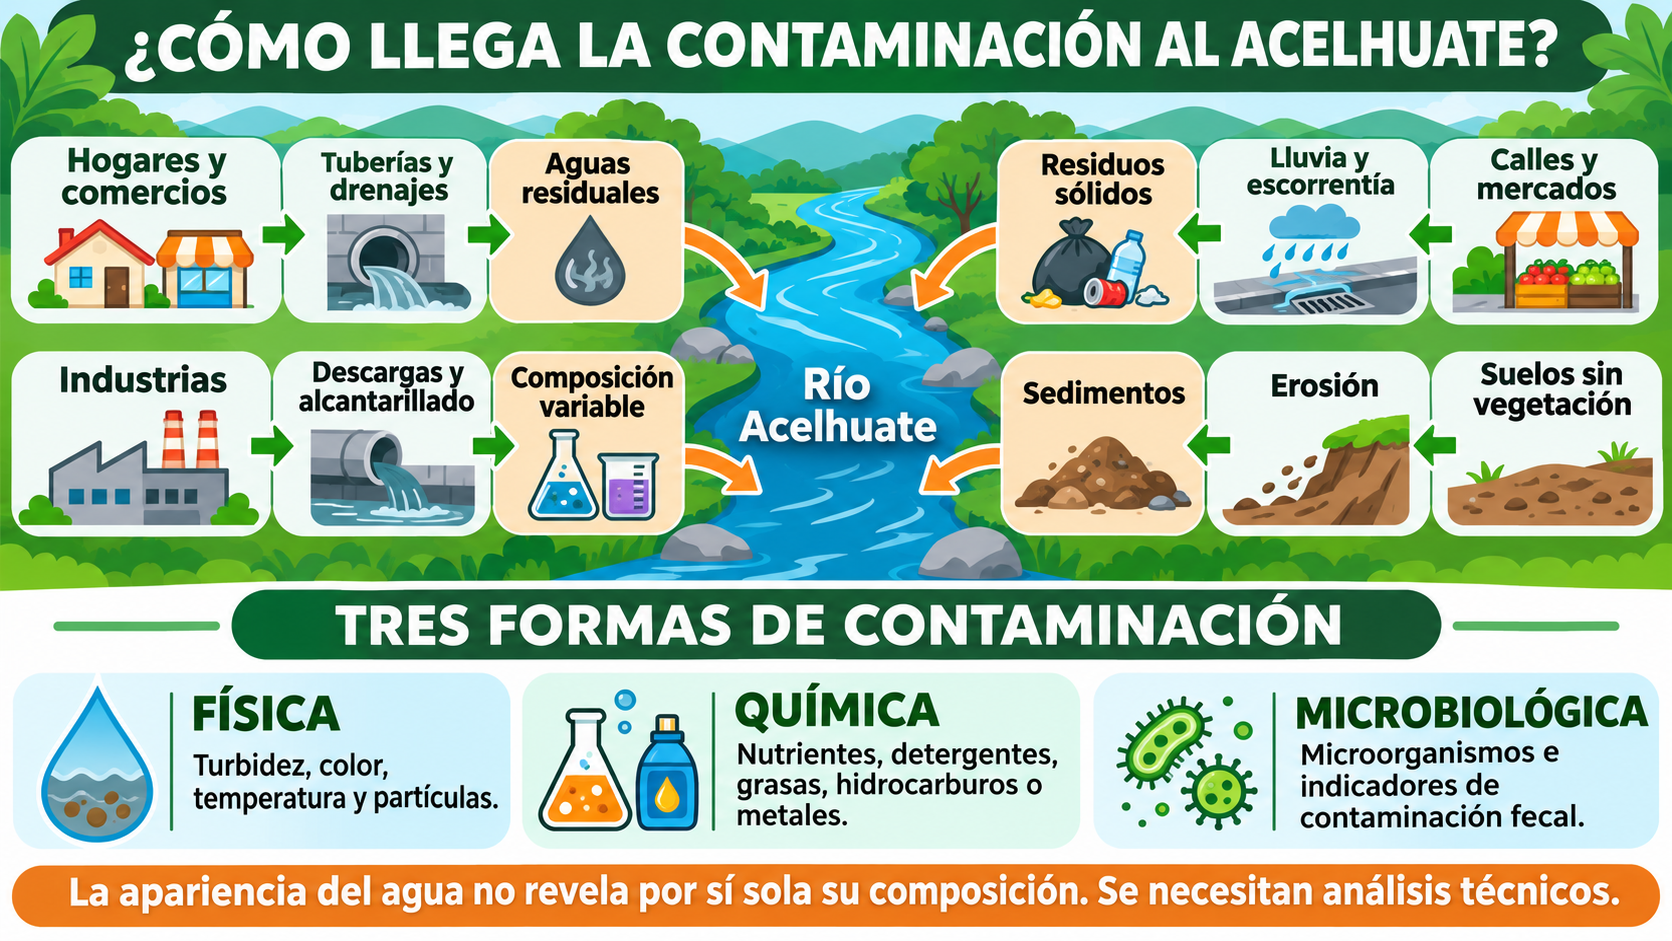 ¿CÓMO LLEGA LA CONTAMINACIÓN AL ACELHUATE?
Hogares y
comercios
Tuberías y
drenajes
Aguas
residuales
Residuos
sólidos
Lluvia y
escorrentía
Calles y
mercados
Industrias
Descargas y
alcantarillado
Composición
variable
Río
Acelhuate
Sedimentos
Erosión
Suelos sin
vegetación
TRES FORMAS DE CONTAMINACIÓN
FÍSICA
Turbidez, color,
temperatura y partículas.
QUÍMICA
Nutrientes, detergentes,
grasas, hidrocarburos o
metales.
MICROBIOLÓGICA
Microorganismos e
indicadores de
contaminación fecal.
La apariencia del agua no revela por sí sola su composición. Se necesitan análisis técnicos.